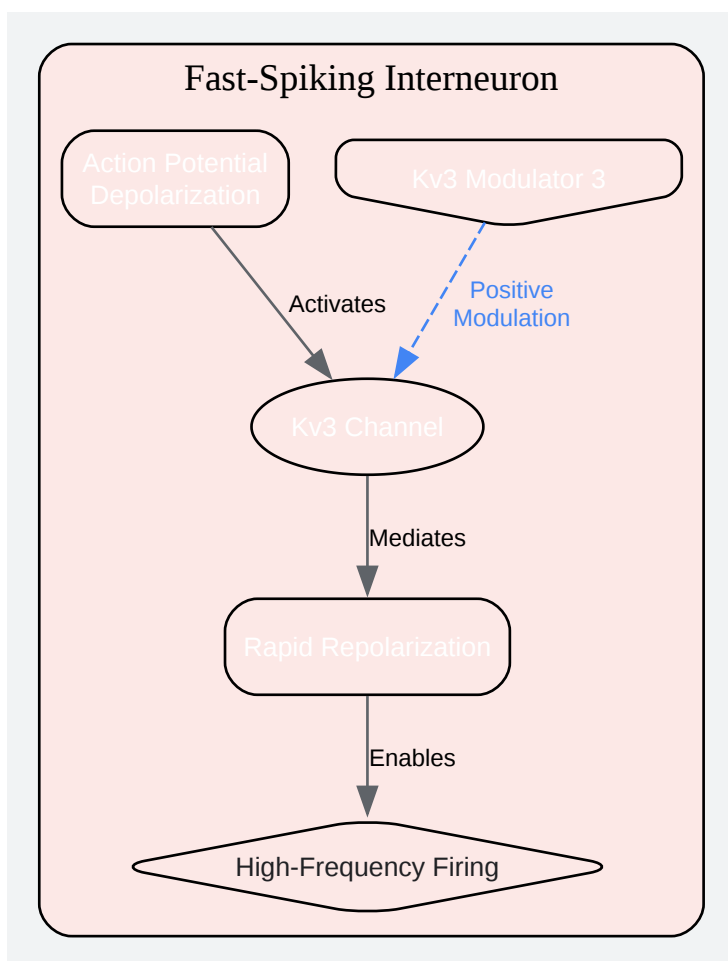 Fast-Spiking Interneuron
Action Potential
Depolarization
Kv3 Modulator 3
Activates
Positive
Modulation
Kv3 Channel
Mediates
Rapid Repolarization
Enables
High-Frequency Firing